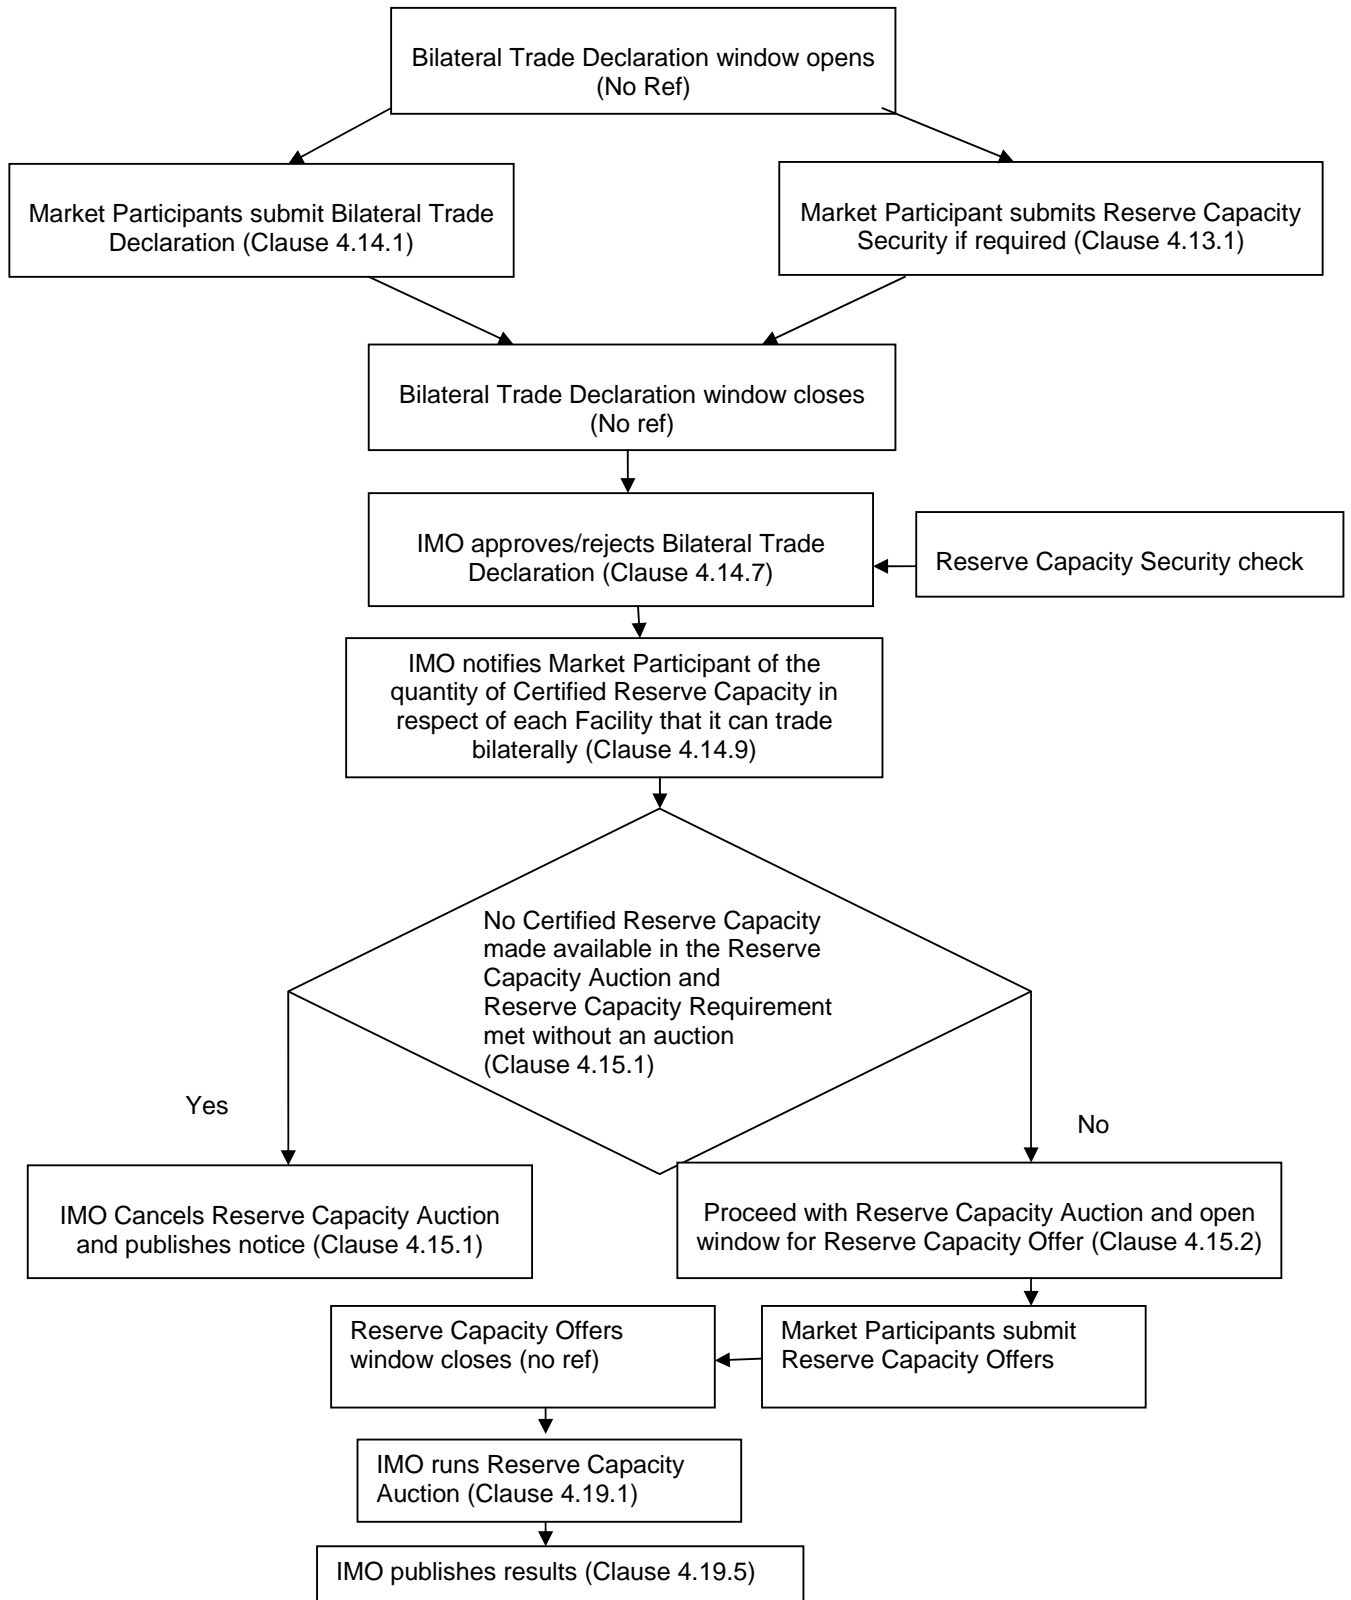 Bilateral Trade Declaration window opens
(No Ref)
Market Participants submit Bilateral Trade
Declaration (Clause 4.14.1)
Market Participant submits Reserve Capacity
Security if required (Clause 4.13.1)
Bilateral Trade Declaration window closes
(No ref)
IMO approves/rejects Bilateral Trade
Declaration (Clause 4.14.7)
Reserve Capacity Security check
IMO notifies Market Participant of the
quantity of Certified Reserve Capacity in
respect of each Facility that it can trade
bilaterally (Clause 4.14.9)
No Certified Reserve Capacity
made available in the Reserve
Capacity Auction and
Reserve Capacity Requirement
met without an auction
(Clause 4.15.1)
Yes
No
IMO Cancels Reserve Capacity Auction
and publishes notice (Clause 4.15.1)
Proceed with Reserve Capacity Auction and open
window for Reserve Capacity Offer (Clause 4.15.2)
Reserve Capacity Offers
window closes (no ref)
Market Participants submit
Reserve Capacity Offers
IMO runs Reserve Capacity
Auction (Clause 4.19.1)
IMO publishes results (Clause 4.19.5)